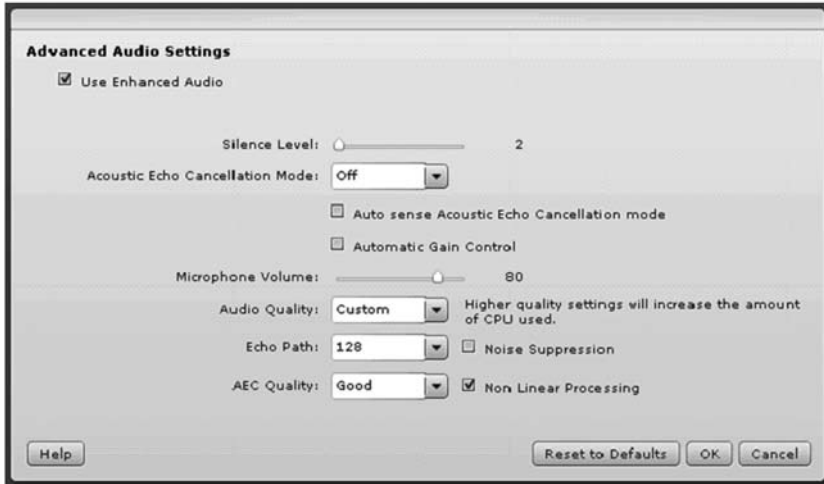 Advanced Audio Settings
Use Enhanced Audio
Silence Level: 2
Acoustic Echo Cancellation Mode: Off
Auto sense Acoustic Echo Cancellation mode
Automatic Gain Control
Microphone Volume: 80
Audio Quality: Custom Higher quality settings will increase the amount
of CPU used.
Echo Path: 128 Noise Suppression
AEC Quality: Good Non Linear Processing
Help Reset to Defaults OK Cancel